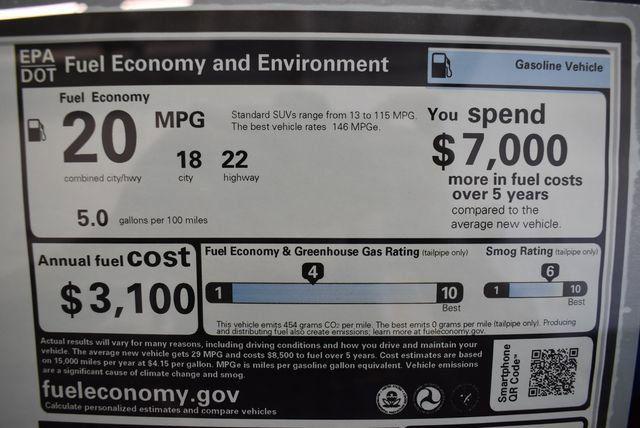 EPA
DOT
Fuel Economy and Environment
Gasoline Vehicle
Fuel Economy
20 MPG
combined city/hwy
18 22
city highway
5.0 gallons per 100 miles
Standard SUVs range from 13 to 115 MPG.
The best vehicle rates 146 MPGe.
You spend
$7,000
more in fuel costs
over 5 years
compared to the
average new vehicle.
Annual fuel cost
$3,100
Fuel Economy & Greenhouse Gas Rating (tailpipe only)
4
1 10
Best
Smog Rating (tailpipe only)
6
1 10
Best
This vehicle emits 454 grams CO2 per mile. The best emits 0 grams per mile (tailpipe only). Producing
and distributing fuel also create emissions; learn more at fueleconomy.gov.
Actual results will vary for many reasons, including driving conditions and how you drive and maintain your
vehicle. The average new vehicle gets 29 MPG and costs $8,500 to fuel over 5 years. Cost estimates are based
on 15,000 miles per year at $4.15 per gallon. MPGe is miles per gasoline gallon equivalent. Vehicle emissions
are a significant cause of climate change and smog.
fueleconomy.gov
Calculate personalized estimates and compare vehicles
Smartphone
QR Code™